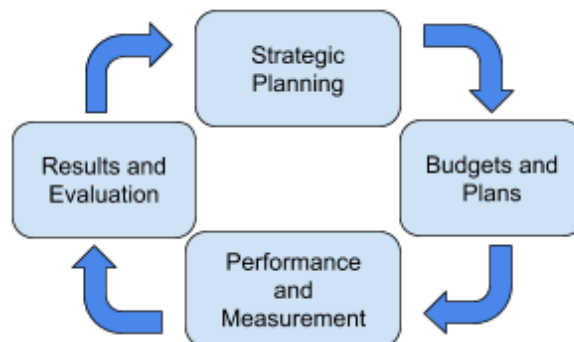 Strategic
Planning
Budgets and
Plans
Performance
and
Measurement
Results and
Evaluation